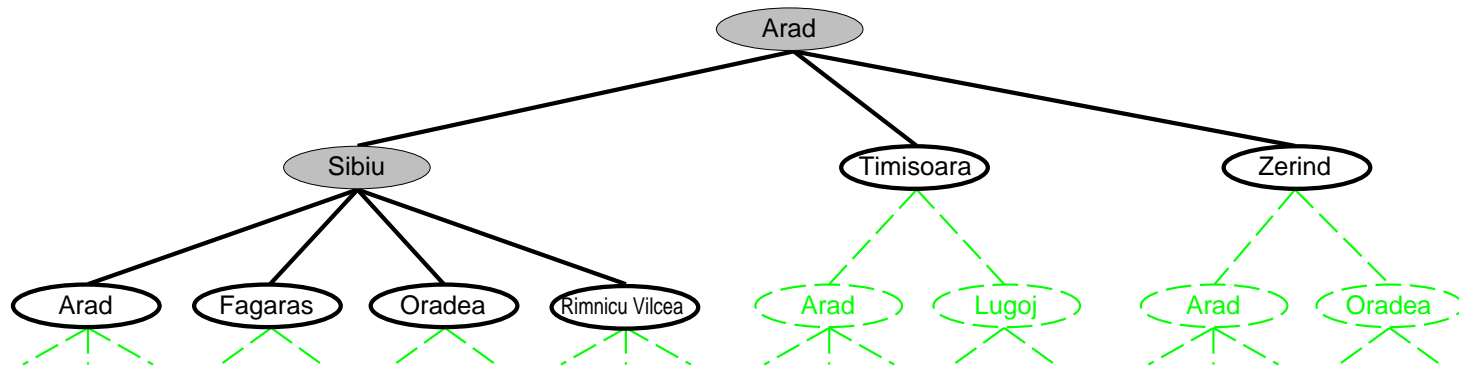 Arad
Sibiu
Timisoara
Zerind
Arad
Fagaras
Oradea
Rimnicu Vilcea
Arad
Lugoj
Arad
Oradea